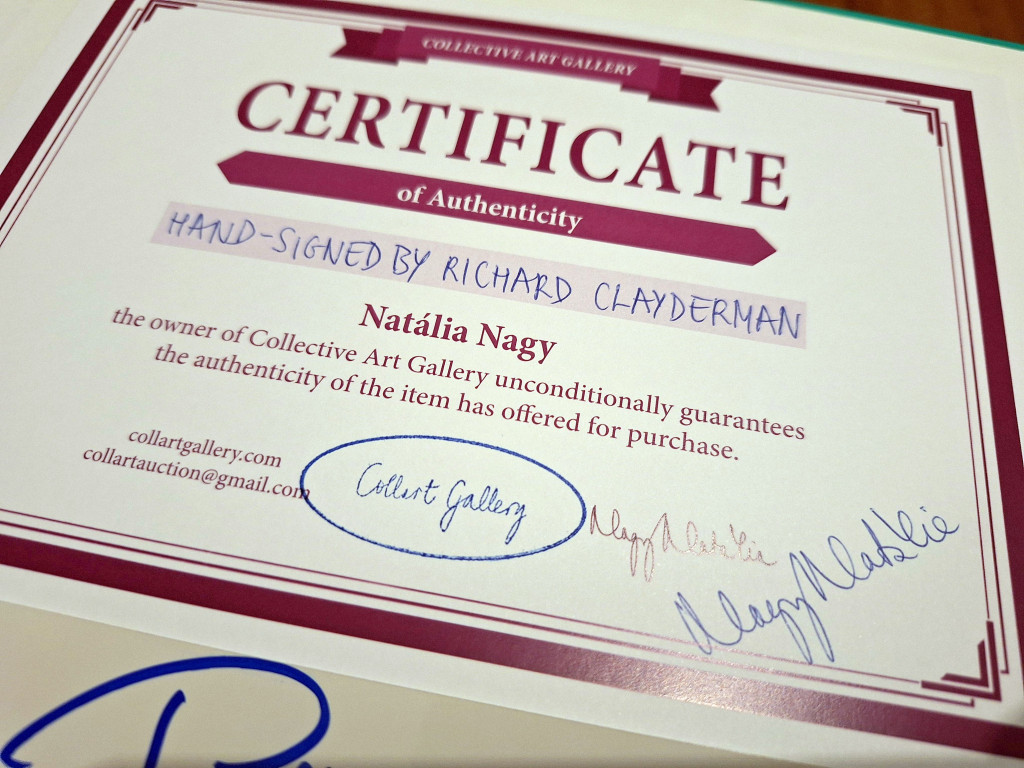 COLLECTIVE ART GALLERY
CERTIFICATE
of Authenticity
HAND-SIGNED BY RICHARD CLAYDERMAN
Natália Nagy
the owner of Collective Art Gallery unconditionally guarantees
the authenticity of the item has offered for purchase.
collartgallery.com
collartauction@gmail.com
Collart Gallery
Nagy Natália
Nagy Natália